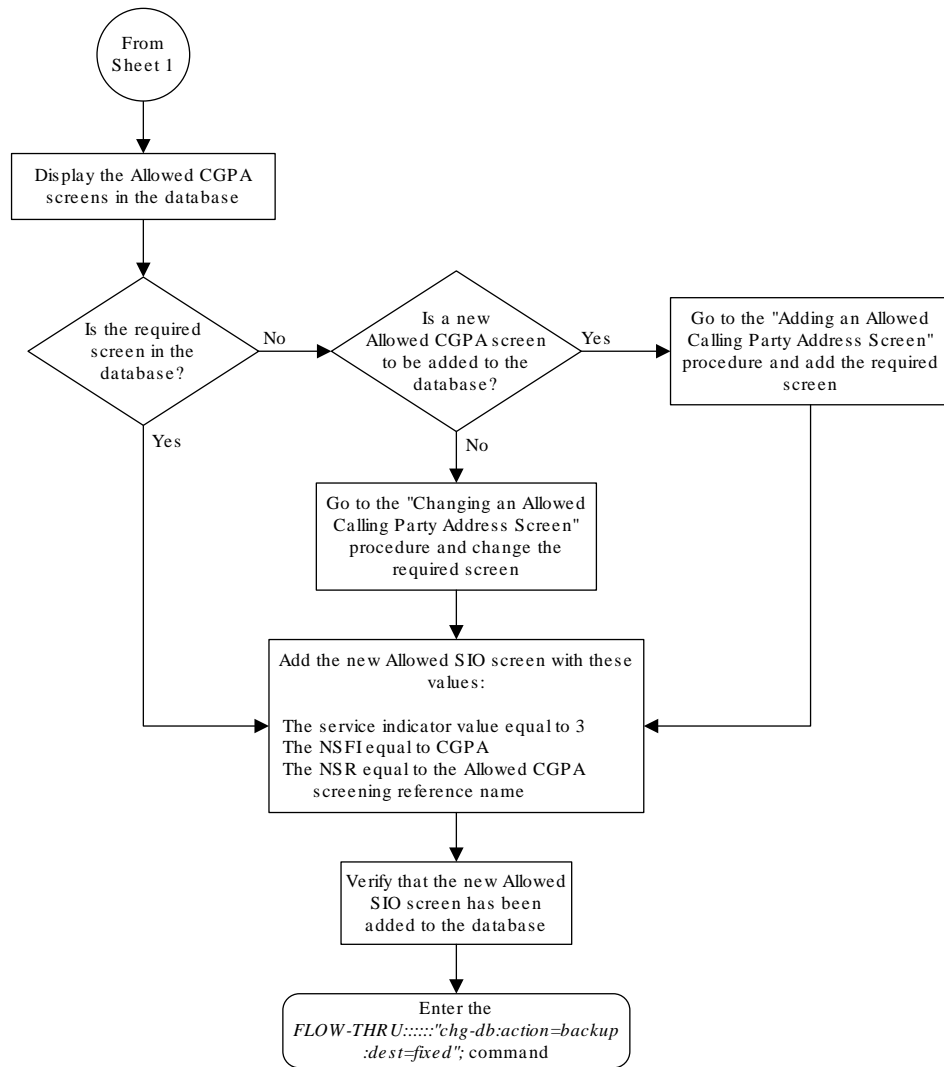 From
Sheet 1
Display the Allowed CGPA
screens in the database
Is the required
screen in the
database?
No
Yes
Is a new
Allowed CGPA screen
to be added to the
database?
Yes
No
Go to the "Adding an Allowed
Calling Party Address Screen"
procedure and add the required
screen
Go to the "Changing an Allowed
Calling Party Address Screen"
procedure and change the
required screen
Add the new Allowed SIO screen with these
values:
The service indicator value equal to 3
The NSFI equal to CGPA
The NSR equal to the Allowed CGPA
screening reference name
Verify that the new Allowed
SIO screen has been
added to the database
Enter the
FLOW-THRU::::::"chg-db:action=backup
:dest=fixed"; command